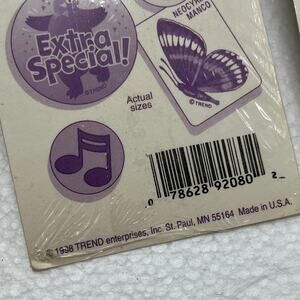 NEOCY
MANCO
Extra
Special!
©TREND
© TREND
Actual
sizes
0 78628 92080 2
© 1998 TREND enterprises, Inc. St. Paul, MN 55164 Made in U.S.A.